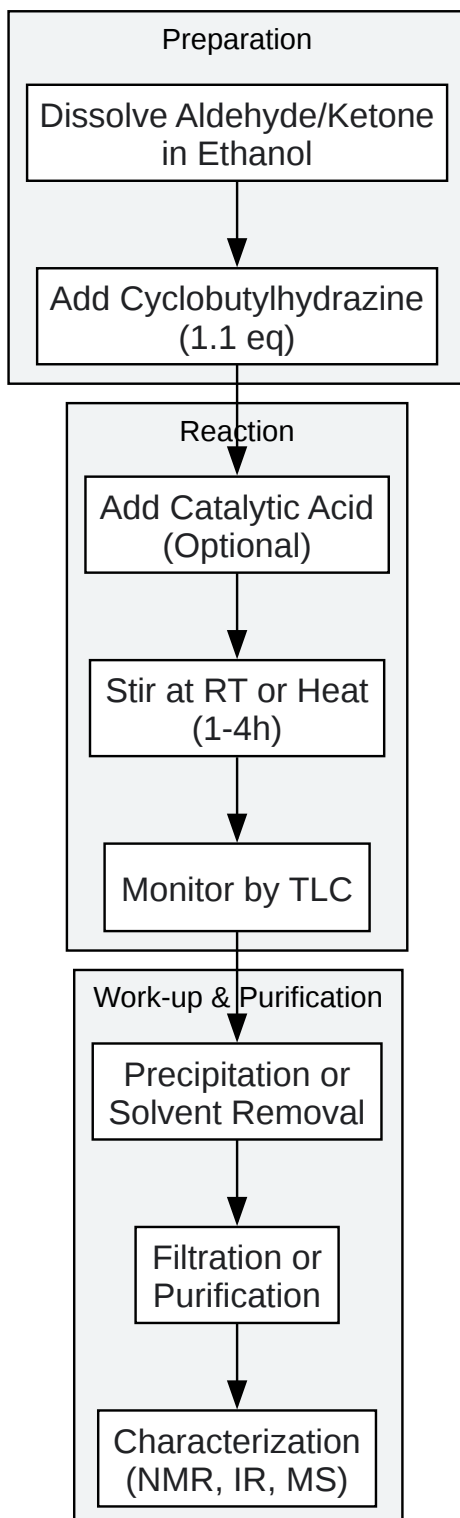 Preparation
Dissolve Aldehyde/Ketone
in Ethanol
Add Cyclobutylhydrazine
(1.1 eq)
Reaction
Add Catalytic Acid
(Optional)
Stir at RT or Heat
(1-4h)
Monitor by TLC
Work-up & Purification
Precipitation or
Solvent Removal
Filtration or
Purification
Characterization
(NMR, IR, MS)